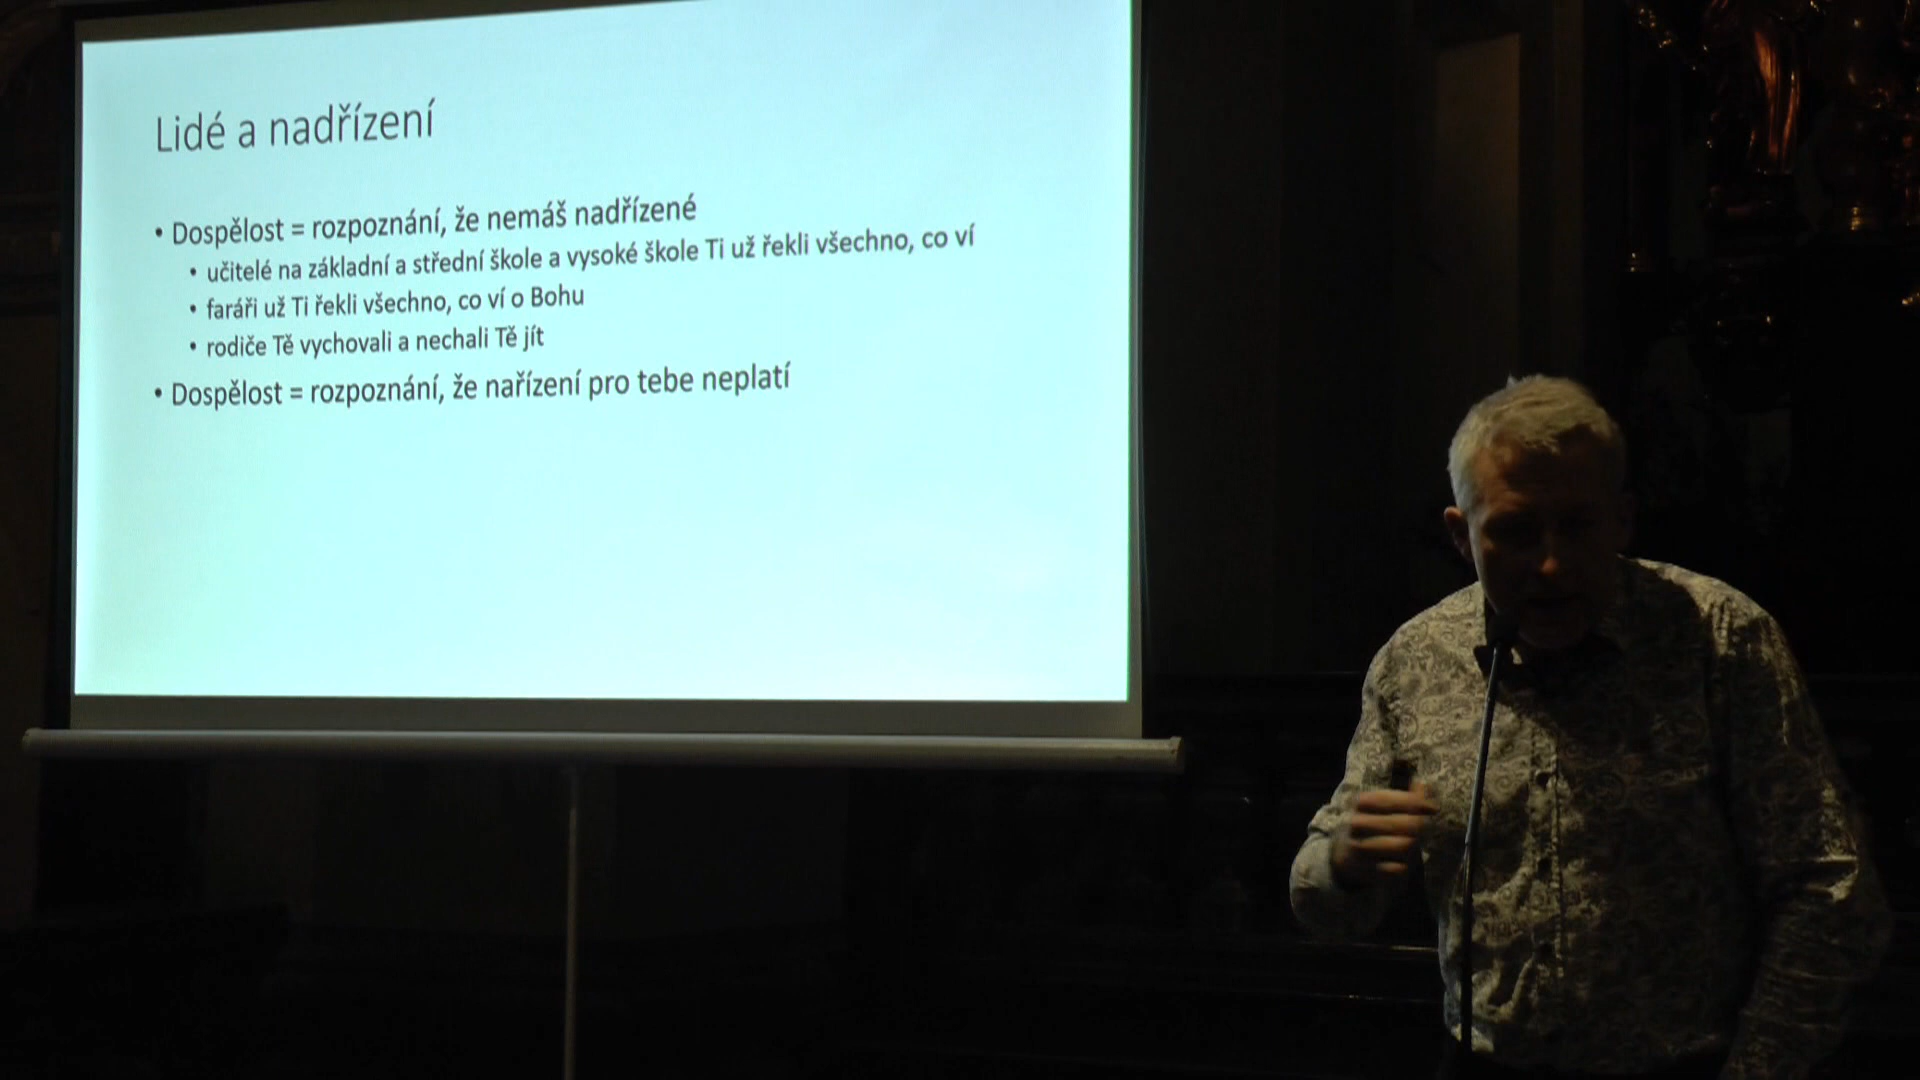 Lidé a nadřízení
• Dospělost = rozpoznání, že nemáš nadřízené
• učitelé na základní a střední škole a vysoké škole Ti už řekli všechno, co ví
• faráři už Ti řekli všechno, co ví o Bohu
• rodiče Tě vychovali a nechali Tě jít
• Dospělost = rozpoznání, že nařízení pro tebe neplatí